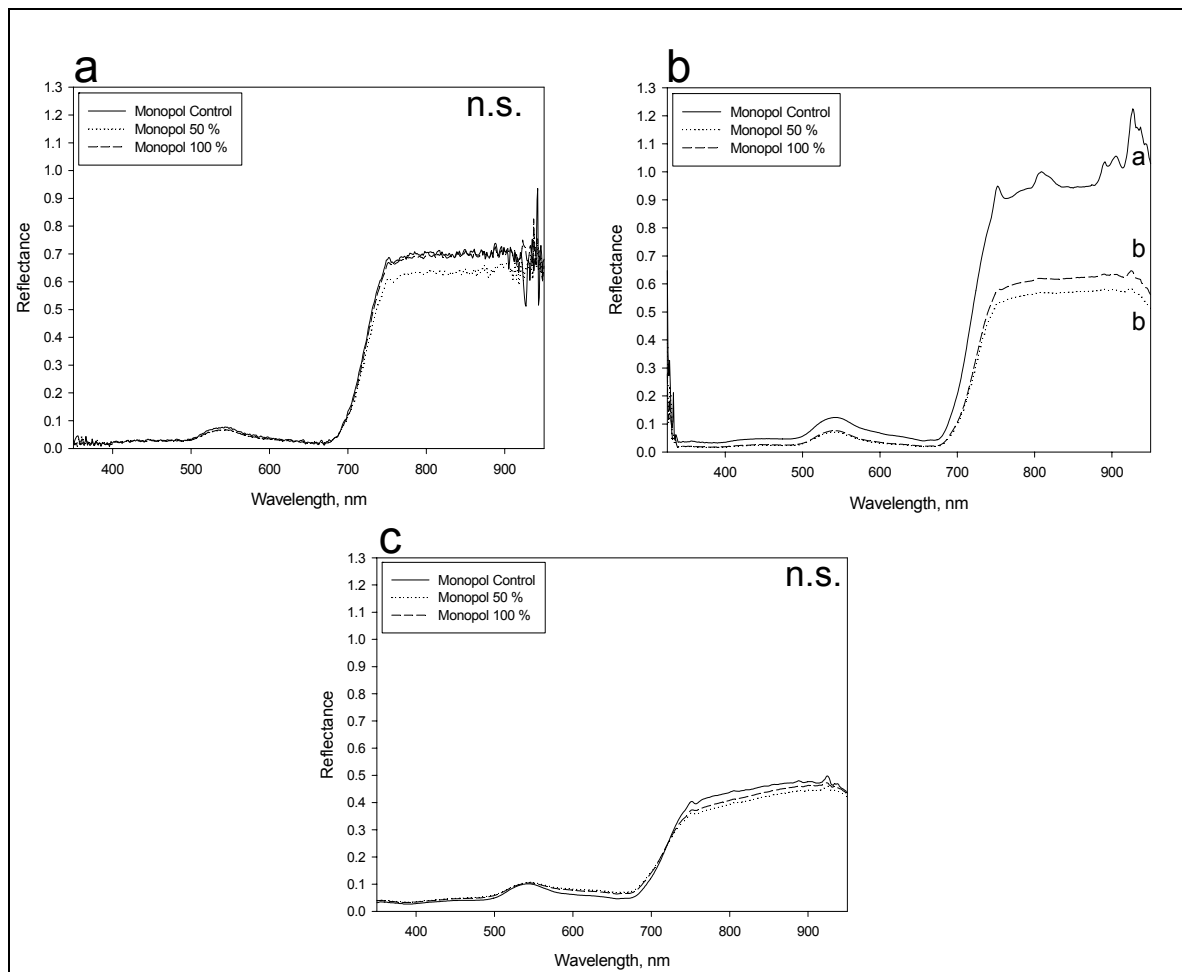 a
n.s.
1.3
1.2
1.1
1.0
0.9
0.8
0.7
0.6
0.5
0.4
0.3
0.2
0.1
0.0
Reflectance
Monopol Control
Monopol 50 %
Monopol 100 %
400 500 600 700 800 900
Wavelength, nm
b
1.3
1.2
1.1
1.0
0.9
0.8
0.7
0.6
0.5
0.4
0.3
0.2
0.1
0.0
Reflectance
Monopol Control
Monopol 50 %
Monopol 100 %
a
b
b
400 500 600 700 800 900
Wavelength, nm
c
n.s.
1.3
1.2
1.1
1.0
0.9
0.8
0.7
0.6
0.5
0.4
0.3
0.2
0.1
0.0
Reflectance
Monopol Control
Monopol 50 %
Monopol 100 %
400 500 600 700 800 900
Wavelength, nm